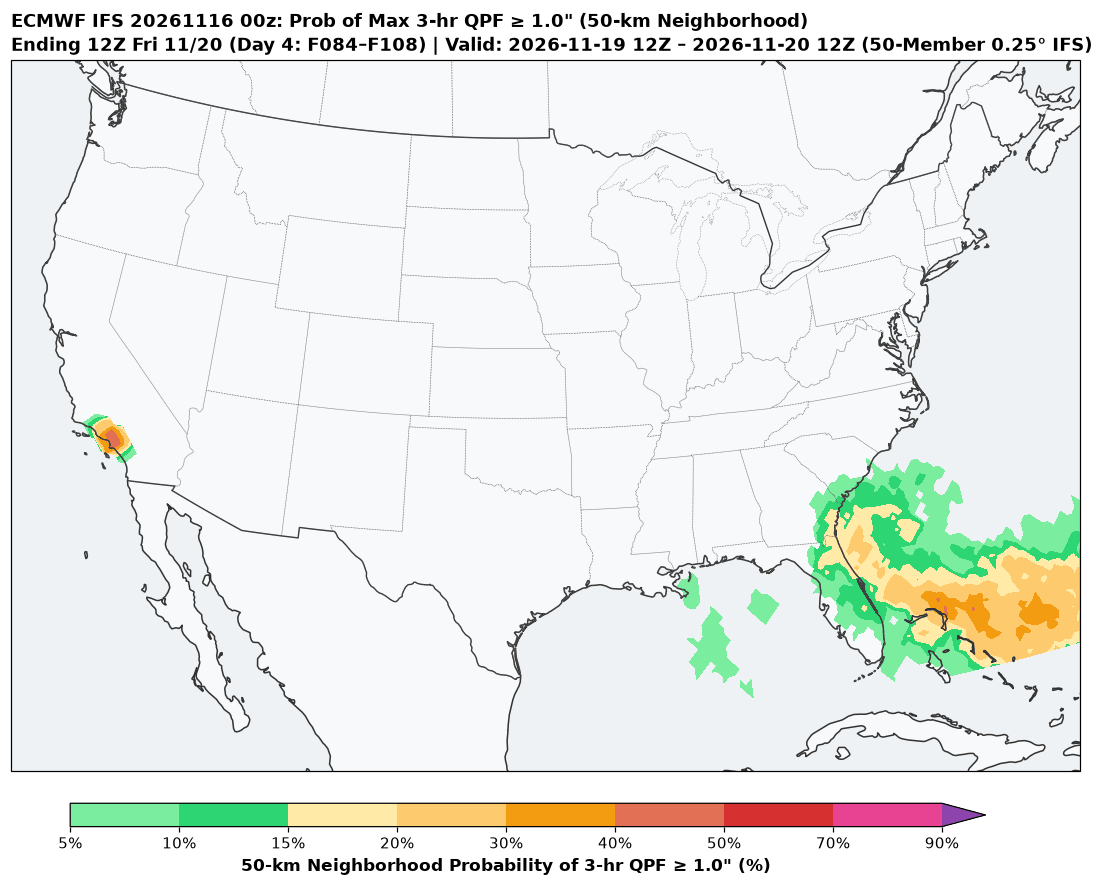 ECMWF IFS 20261116 00z: Prob of Max 3-hr QPF ≥ 1.0" (50-km Neighborhood)
Ending 12Z Fri 11/20 (Day 4: F084–F108) | Valid: 2026-11-19 12Z – 2026-11-20 12Z (50-Member 0.25° IFS)
5% 10% 15% 20% 30% 40% 50% 70% 90%
50-km Neighborhood Probability of 3-hr QPF ≥ 1.0" (%)